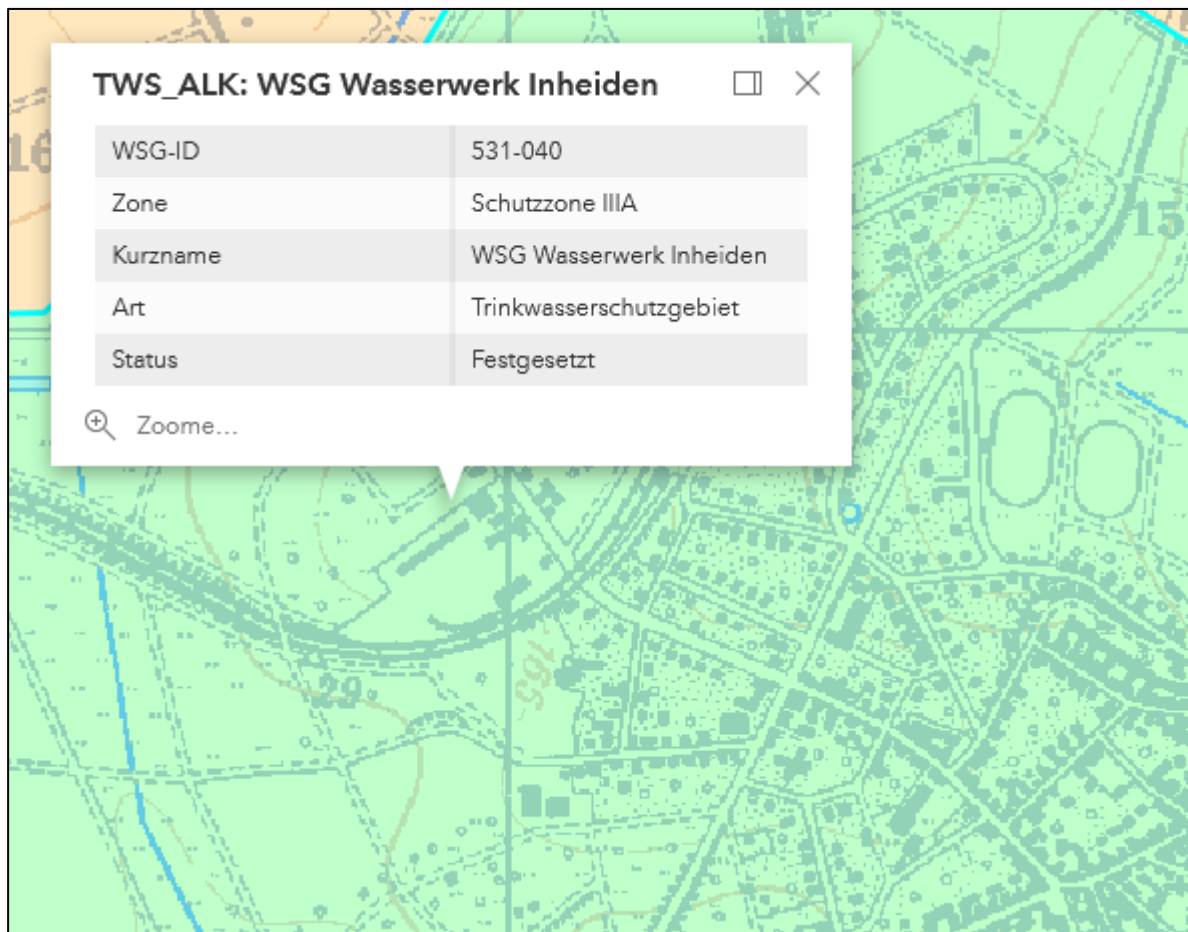 TWS_ALK: WSG Wasserwerk Inheiden
16
WSG-ID 531-040
Zone Schutzzone IIIA
15
Kurzname WSG Wasserwerk Inheiden
Art Trinkwasserschutzgebiet
Status Festgesetzt
Zoome...
165